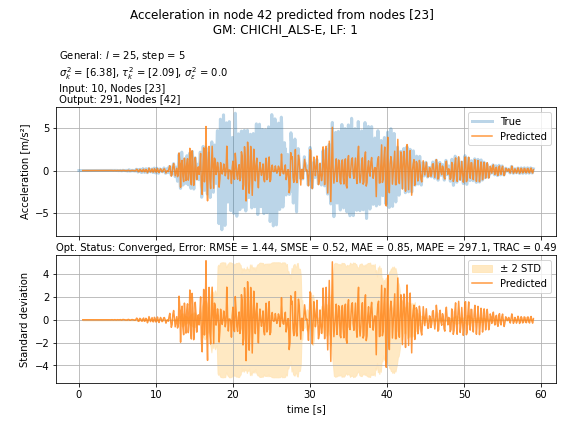 Acceleration in node 42 predicted from nodes [23]
GM: CHICHI_ALS-E, LF: 1
General: l = 25, step = 5
σ²ₖ = [6.38], τ²ₖ = [2.09], σ²ε = 0.0
Input: 10, Nodes [23]
Output: 291, Nodes [42]
True
Predicted
5
0
−5
Acceleration [m/s²]
Opt. Status: Converged, Error: RMSE = 1.44, SMSE = 0.52, MAE = 0.85, MAPE = 297.1, TRAC = 0.49
± 2 STD
Predicted
4
2
0
−2
−4
Standard deviation
0 10 20 30 40 50 60
time [s]